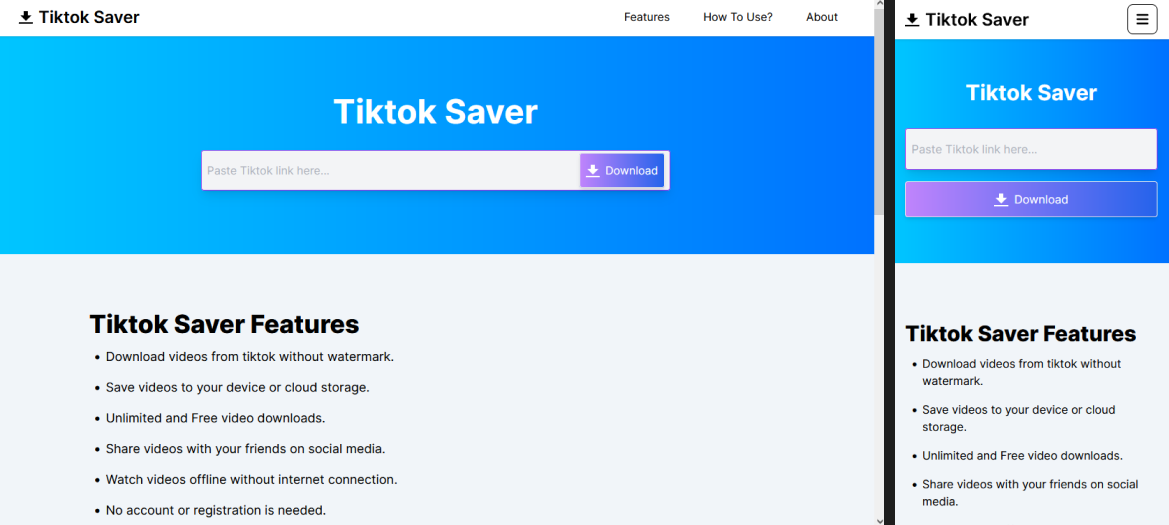 Tiktok Saver
Features
How To Use?
About
Tiktok Saver
Paste Tiktok link here...
Download
Tiktok Saver Features
• Download videos from tiktok without watermark.
• Save videos to your device or cloud storage.
• Unlimited and Free video downloads.
• Share videos with your friends on social media.
• Watch videos offline without internet connection.
• No account or registration is needed.
Tiktok Saver
Tiktok Saver
Paste Tiktok link here...
Download
Tiktok Saver Features
• Download videos from tiktok without
watermark.
• Save videos to your device or cloud
storage.
• Unlimited and Free video downloads.
• Share videos with your friends on social
media.